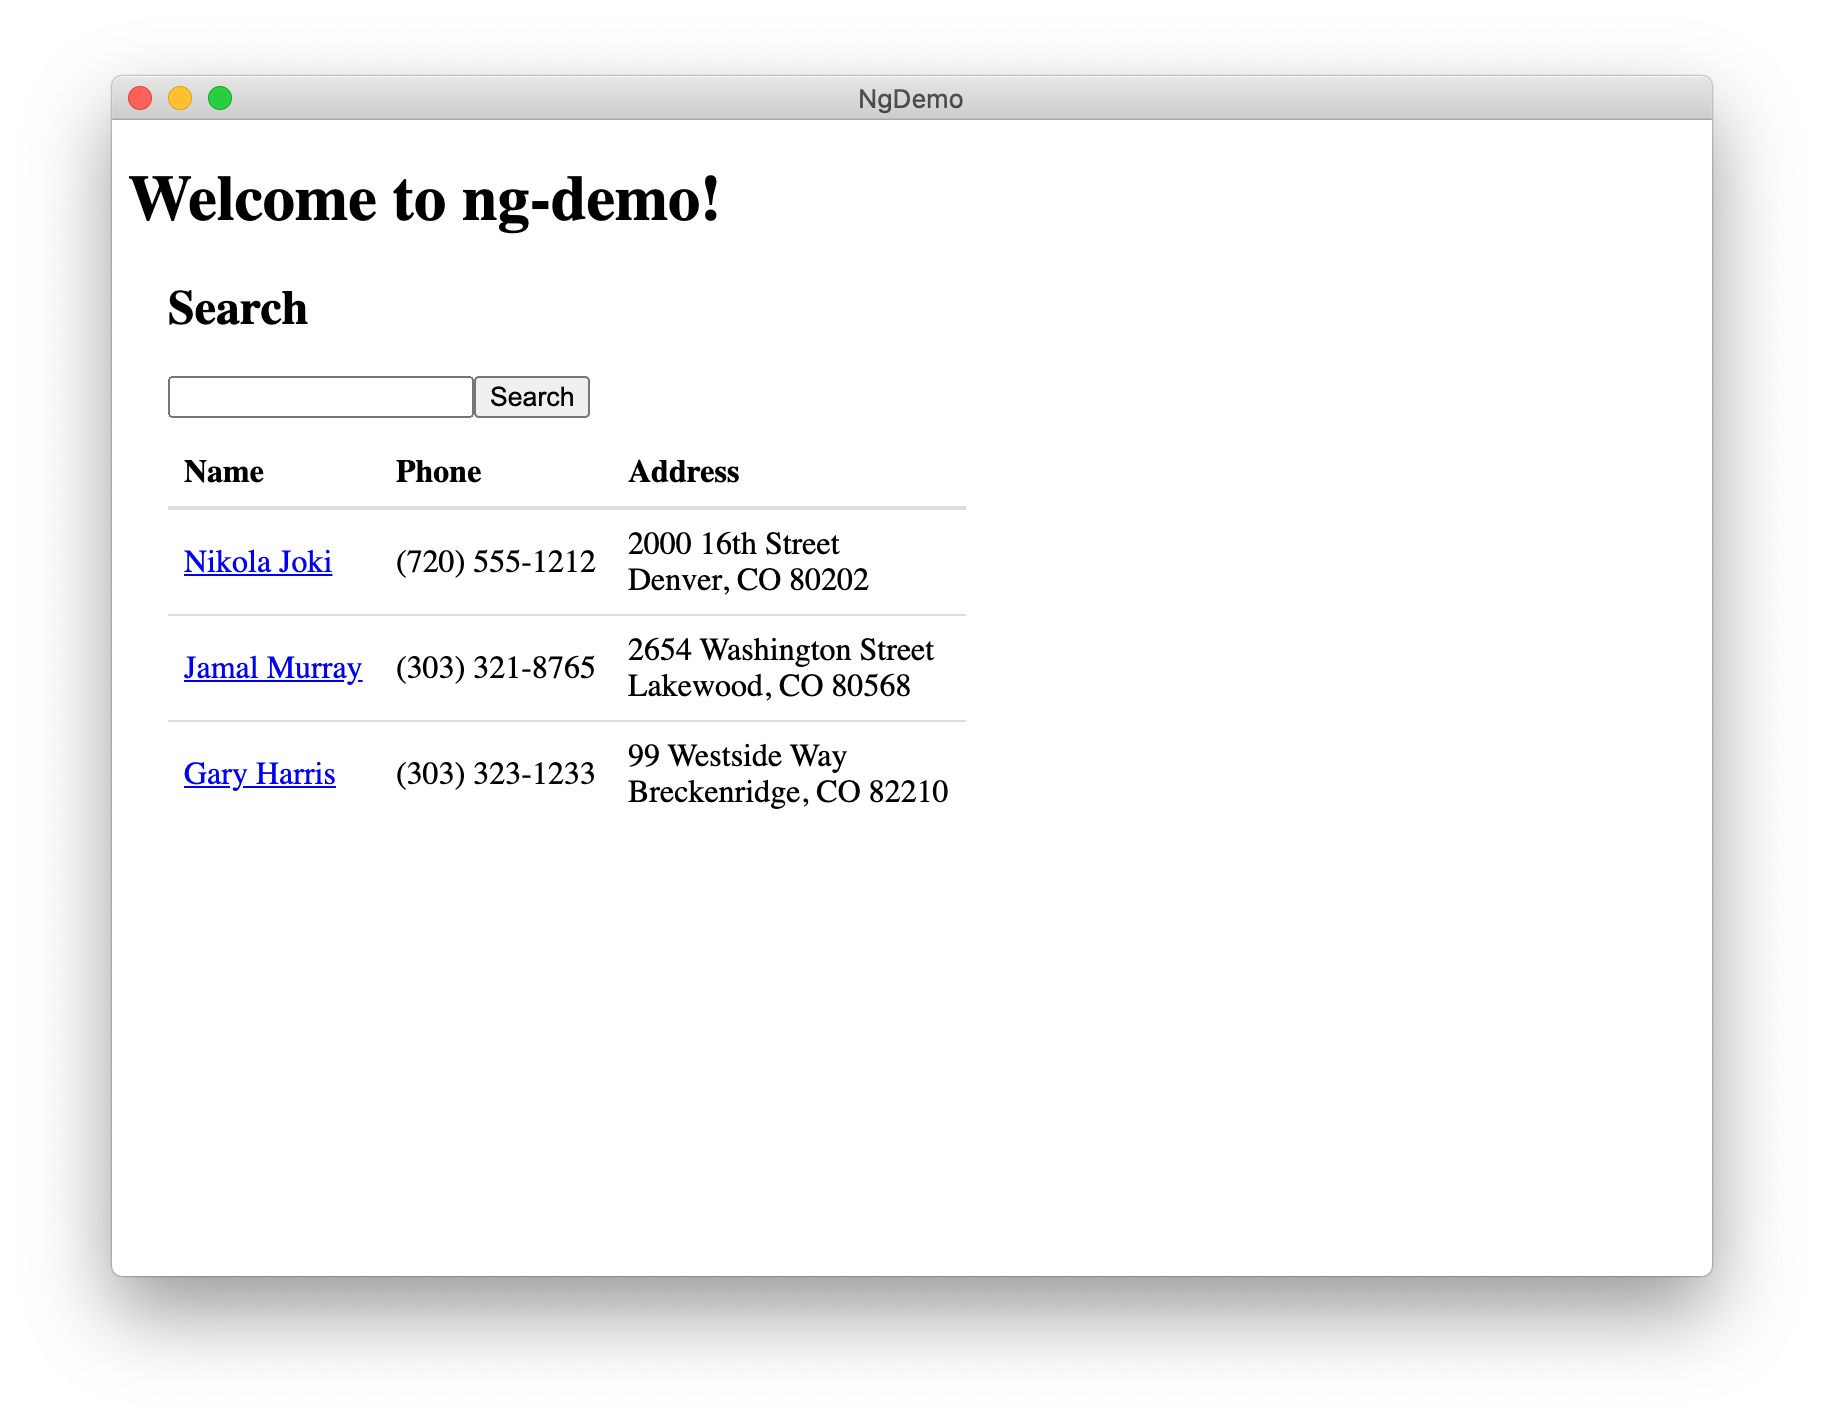 NgDemo
Welcome to ng-demo!
Search
Search
Name Phone Address
Nikola Joki (720) 555-1212 2000 16th Street
Denver, CO 80202
Jamal Murray (303) 321-8765 2654 Washington Street
Lakewood, CO 80568
Gary Harris (303) 323-1233 99 Westside Way
Breckenridge, CO 82210